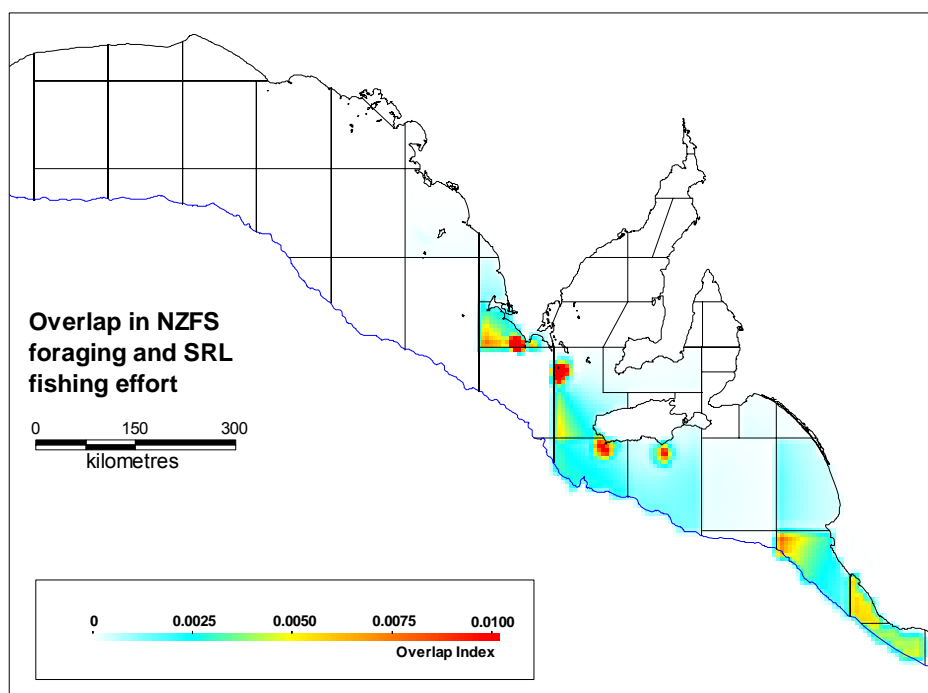 Overlap in NZFS
foraging and SRL
fishing effort
0 150 300
kilometres
0 0.0025 0.0050 0.0075 0.0100
Overlap Index